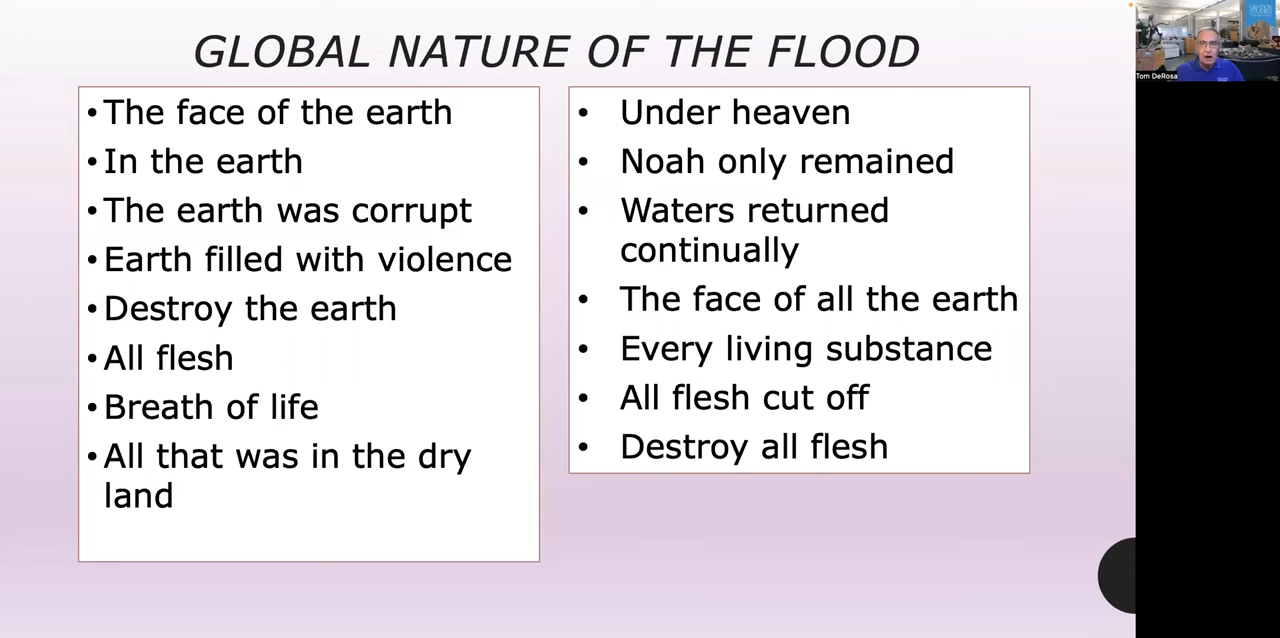 GLOBAL NATURE OF THE FLOOD
•The face of the earth
•In the earth
•The earth was corrupt
•Earth filled with violence
•Destroy the earth
•All flesh
•Breath of life
•All that was in the dry
land
• Under heaven
• Noah only remained
• Waters returned
continually
• The face of all the earth
• Every living substance
• All flesh cut off
• Destroy all flesh
CREATION
STUDIES
Tom DeRosa